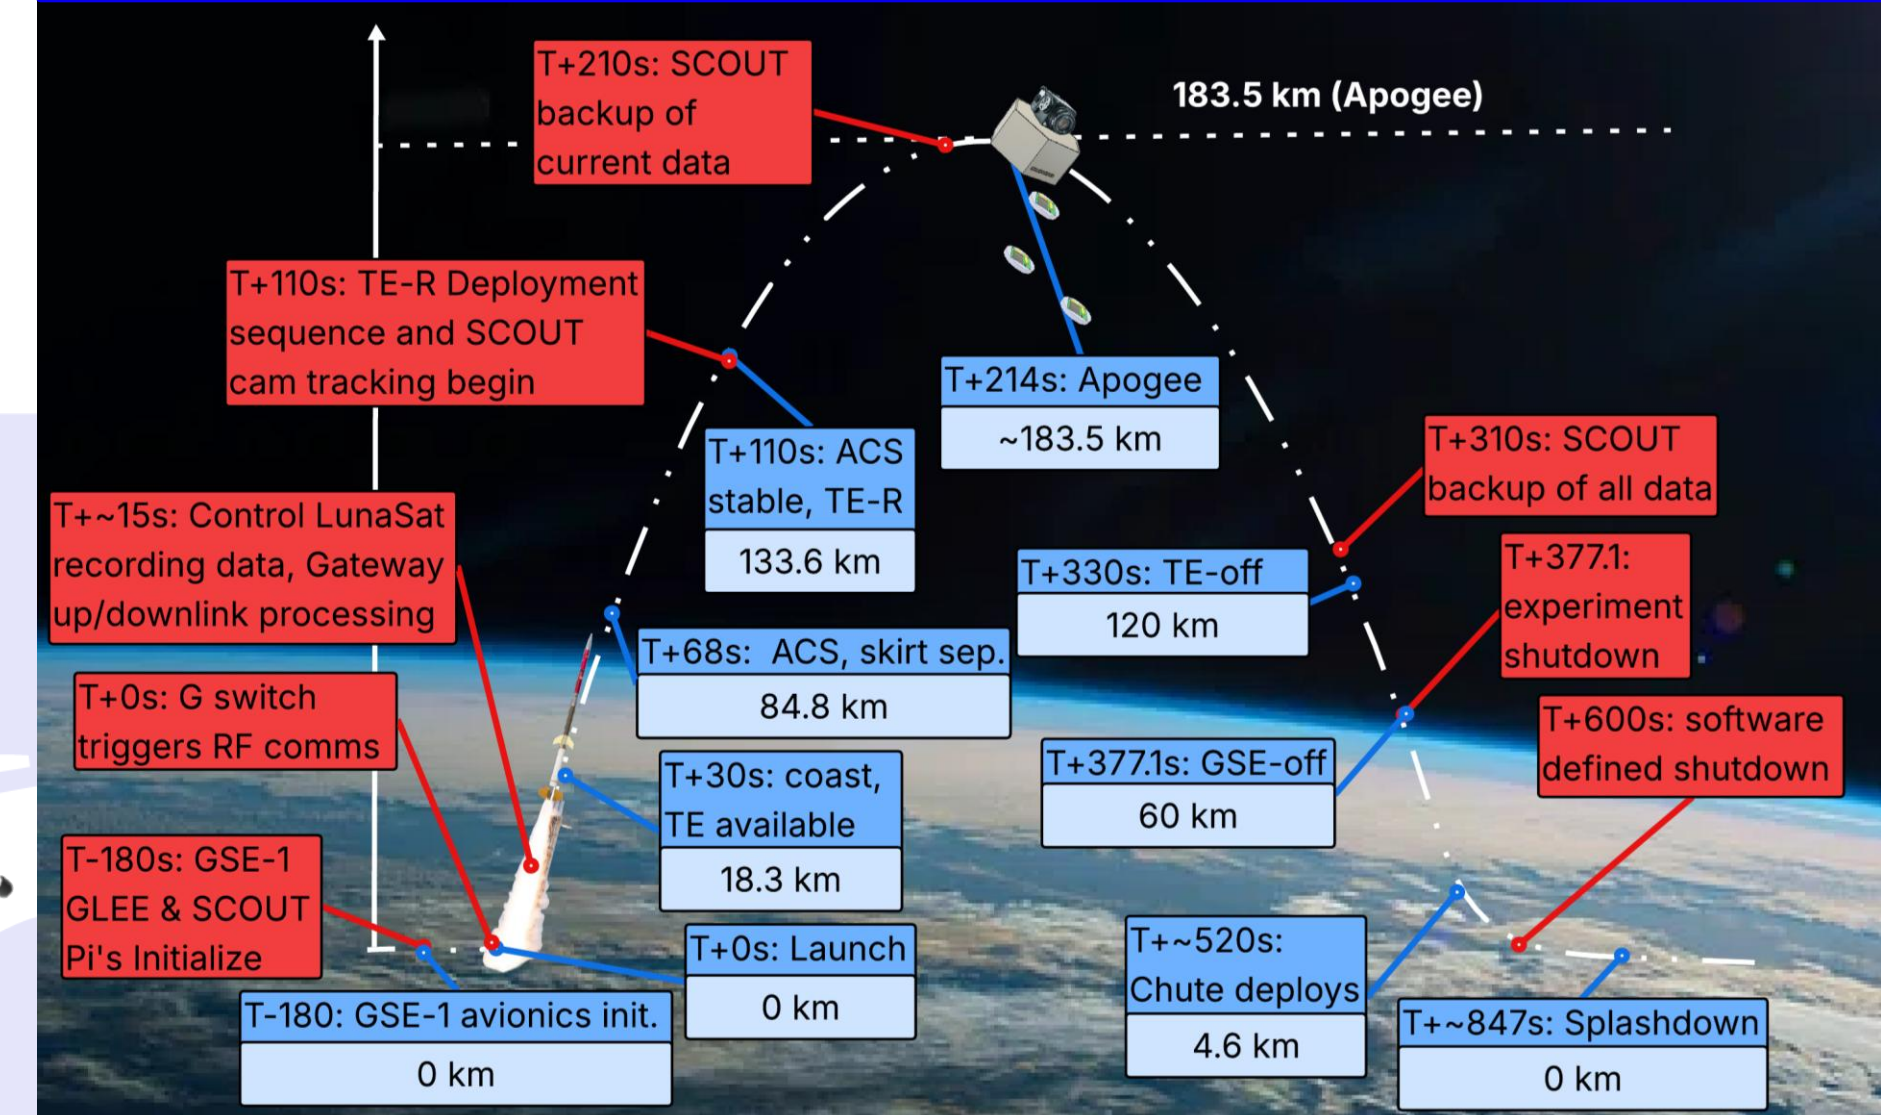 T+210s: SCOUT
backup of
current data
183.5 km (Apogee)
T+110s: TE-R Deployment
sequence and SCOUT
cam tracking begin
T+214s: Apogee
~183.5 km
T+110s: ACS
stable, TE-R
133.6 km
T+310s: SCOUT
backup of all data
T+~15s: Control LunaSat
recording data, Gateway
up/downlink processing
T+330s: TE-off
120 km
T+377.1:
experiment
shutdown
T+68s: ACS, skirt sep.
84.8 km
T+0s: G switch
triggers RF comms
T+30s: coast,
TE available
18.3 km
T+377.1s: GSE-off
60 km
T+600s: software
defined shutdown
T-180s: GSE-1
GLEE & SCOUT
Pi's Initialize
T+0s: Launch
0 km
T+~520s:
Chute deploys
4.6 km
T-180: GSE-1 avionics init.
0 km
T+~847s: Splashdown
0 km